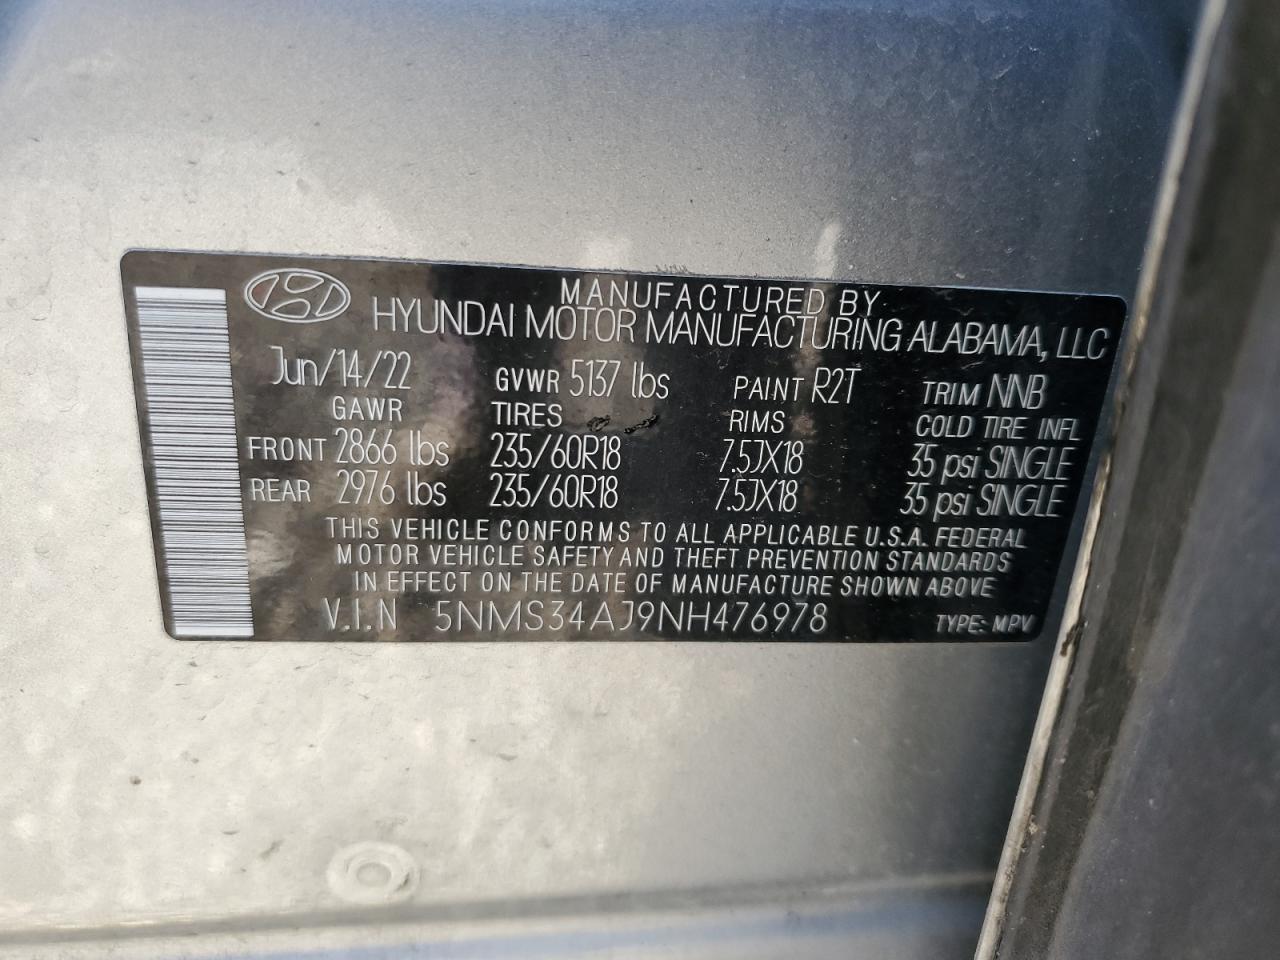 MANUFACTURED BY
HYUNDAI MOTOR MANUFACTURING ALABAMA, LLC
Jun/14/22 GVWR 5137 lbs PAINT R2T TRIM NNB
GAWR TIRES RIMS COLD TIRE INFL
FRONT 2866 lbs 235/60R18 7.5JX18 35 psi SINGLE
REAR 2976 lbs 235/60R18 7.5JX18 35 psi SINGLE
THIS VEHICLE CONFORMS TO ALL APPLICABLE U.S.A. FEDERAL
MOTOR VEHICLE SAFETY AND THEFT PREVENTION STANDARDS
IN EFFECT ON THE DATE OF MANUFACTURE SHOWN ABOVE
V.I.N 5NMS34AJ9NH476978 TYPE: MPV